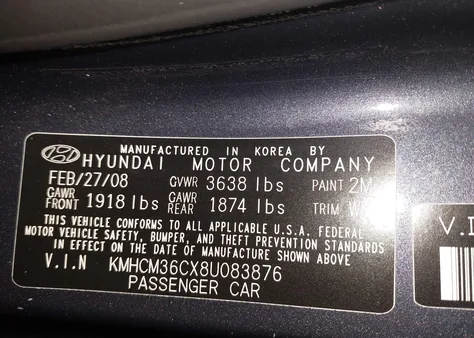 MANUFACTURED IN KOREA BY
HYUNDAI MOTOR COMPANY
FEB/27/08 GVWR 3638 lbs PAINT 2M
GAWR FRONT 1918 lbs GAWR REAR 1874 lbs TRIM
THIS VEHICLE CONFORMS TO ALL APPLICABLE U.S.A. FEDERAL
MOTOR VEHICLE SAFETY, BUMPER, AND THEFT PREVENTION STANDARDS
IN EFFECT ON THE DATE OF MANUFACTURE SHOWN ABOVE
V.I.N KMHCM36CX8U083876
PASSENGER CAR
V.I